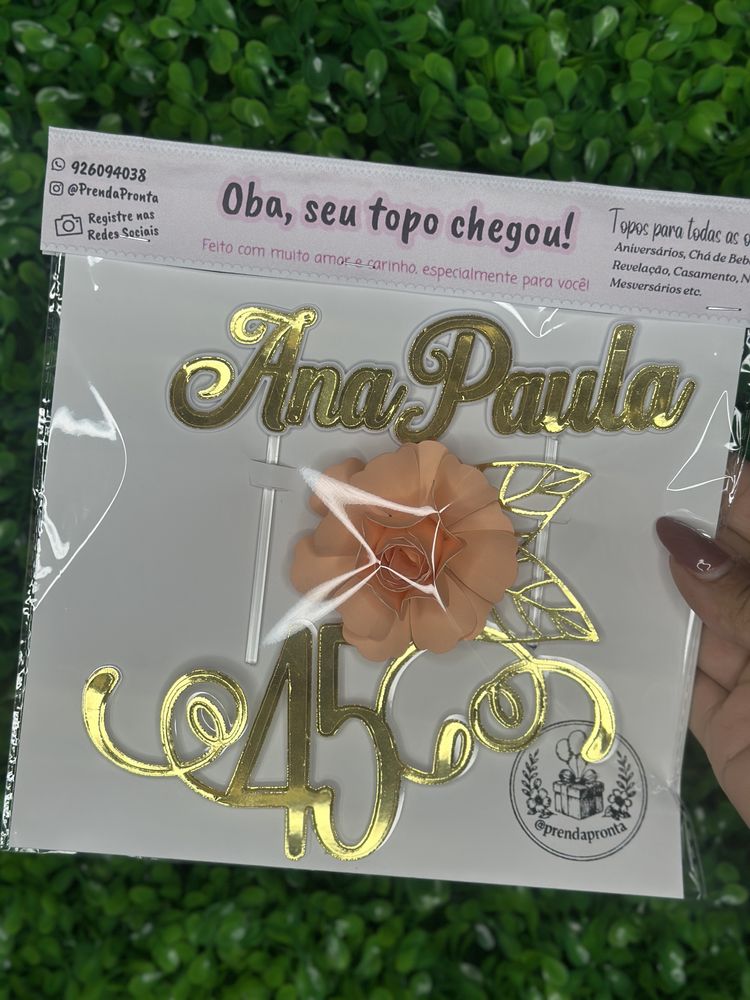 926094038
@PrendaPronta
Registre nas
Redes Sociais
Oba, seu topo chegou!
Feito com muito amor e carinho, especialmente para você!
Topos para todas as
Aniversários, Chá de
Revelação, Casamento,
Mesversários etc.
Ana Paula
45
@prendapronta